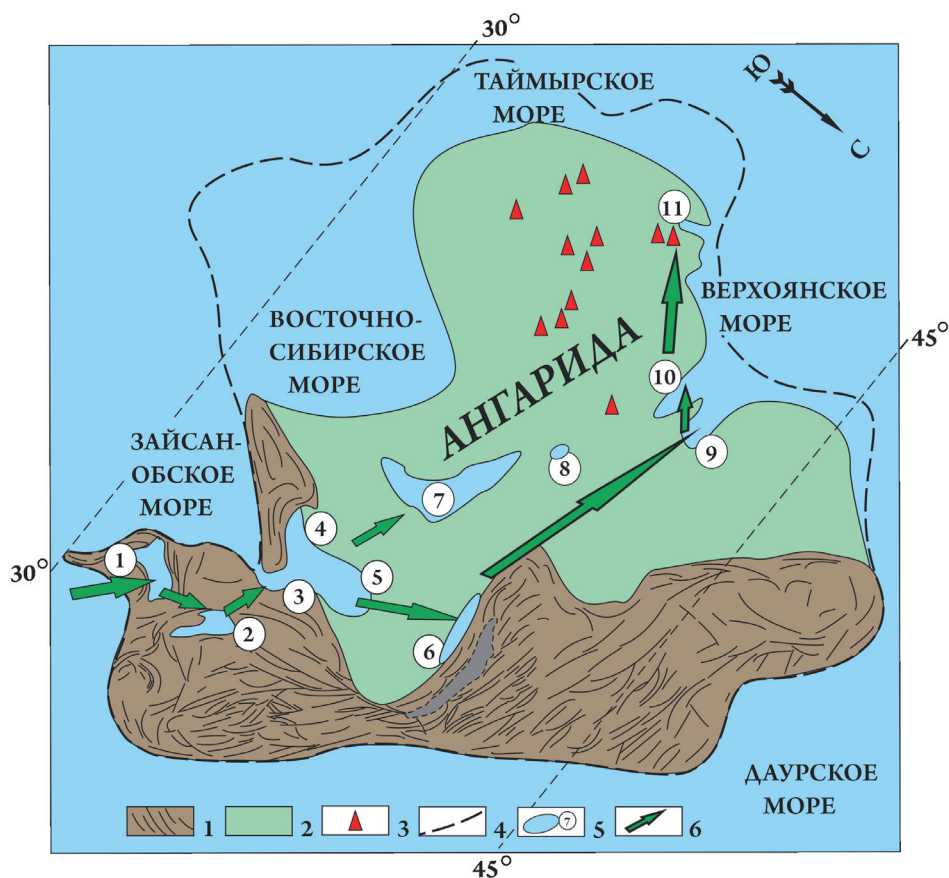 30°
ТАЙМЫРСКОЕ
МОРЕ
Ю
С
11
ВЕРХОЯНСКОЕ
МОРЕ
45°
ВОСТОЧНО-
СИБИРСКОЕ
МОРЕ
АНГАРИДА
10
ЗАЙСАН-
ОБСКОЕ
МОРЕ
9
8
7
4
1
30°
5
3
2
6
ДАУРСКОЕ
МОРЕ
1
2
3
4
7
5
6
45°